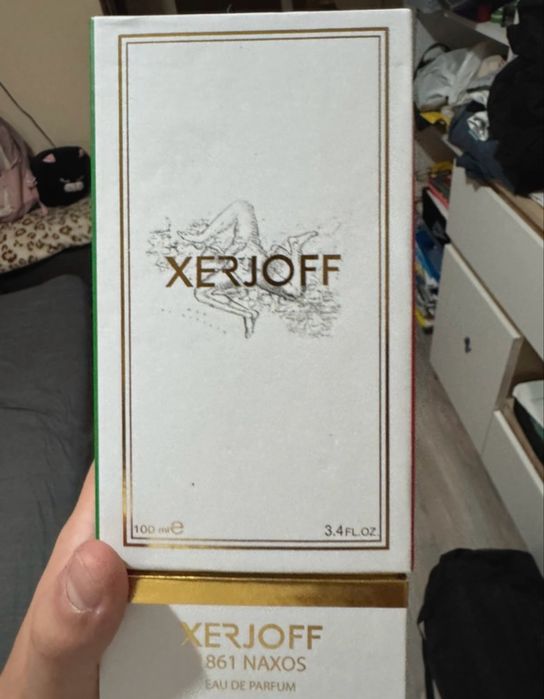 XERJOFF
100 ml e
3.4 FL.OZ.
XERJOFF
861 NAXOS
EAU DE PARFUM